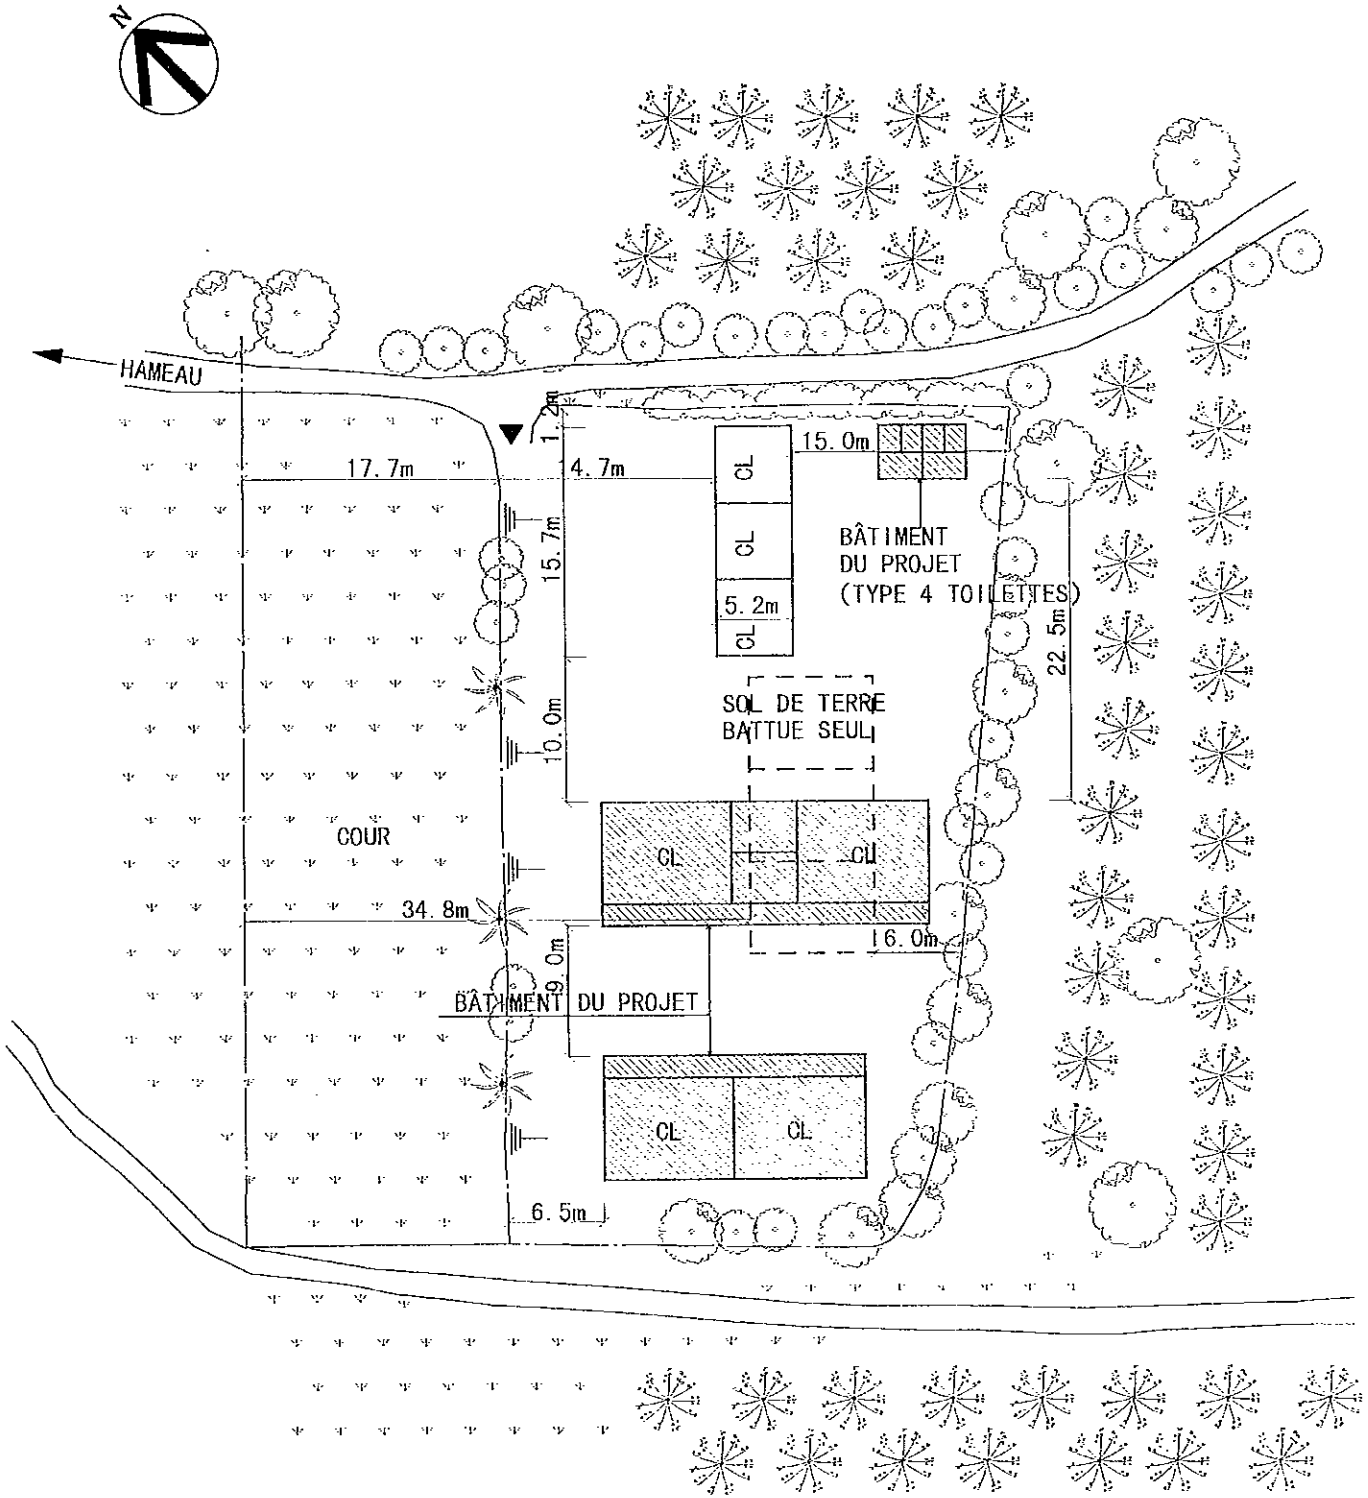 N
HAMEAU
1.2m
17.7m
14.7m
CL
15.0m
15.7m
CL
BÂTIMENT
DU PROJET
(TYPE 4 TOILETTES)
5.2m
CL
22.5m
SOL DE TERRE
BATTUE SEUL
10.0m
COUR
CL
CL
34.8m
6.0m
9.0m
BÂTIMENT DU PROJET
CL
CL
6.5m